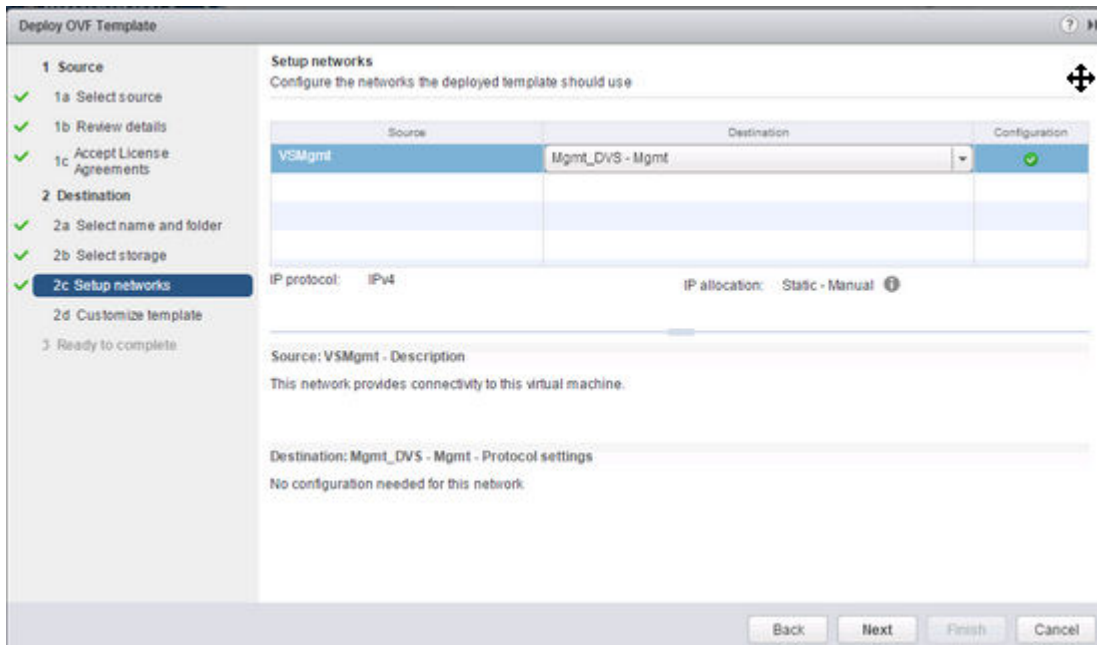 Deploy OVF Template
?
1 Source
1a Select source
1b Review details
1c Accept License
Agreements
2 Destination
2a Select name and folder
2b Select storage
2c Setup networks
2d Customize template
3 Ready to complete
Setup networks
Configure the networks the deployed template should use
Source Destination Configuration
VSMgmt Mgmt_DVS - Mgmt
IP protocol: IPv4 IP allocation: Static - Manual
Source: VSMgmt - Description
This network provides connectivity to this virtual machine.
Destination: Mgmt_DVS - Mgmt - Protocol settings
No configuration needed for this network
Back Next Finish Cancel